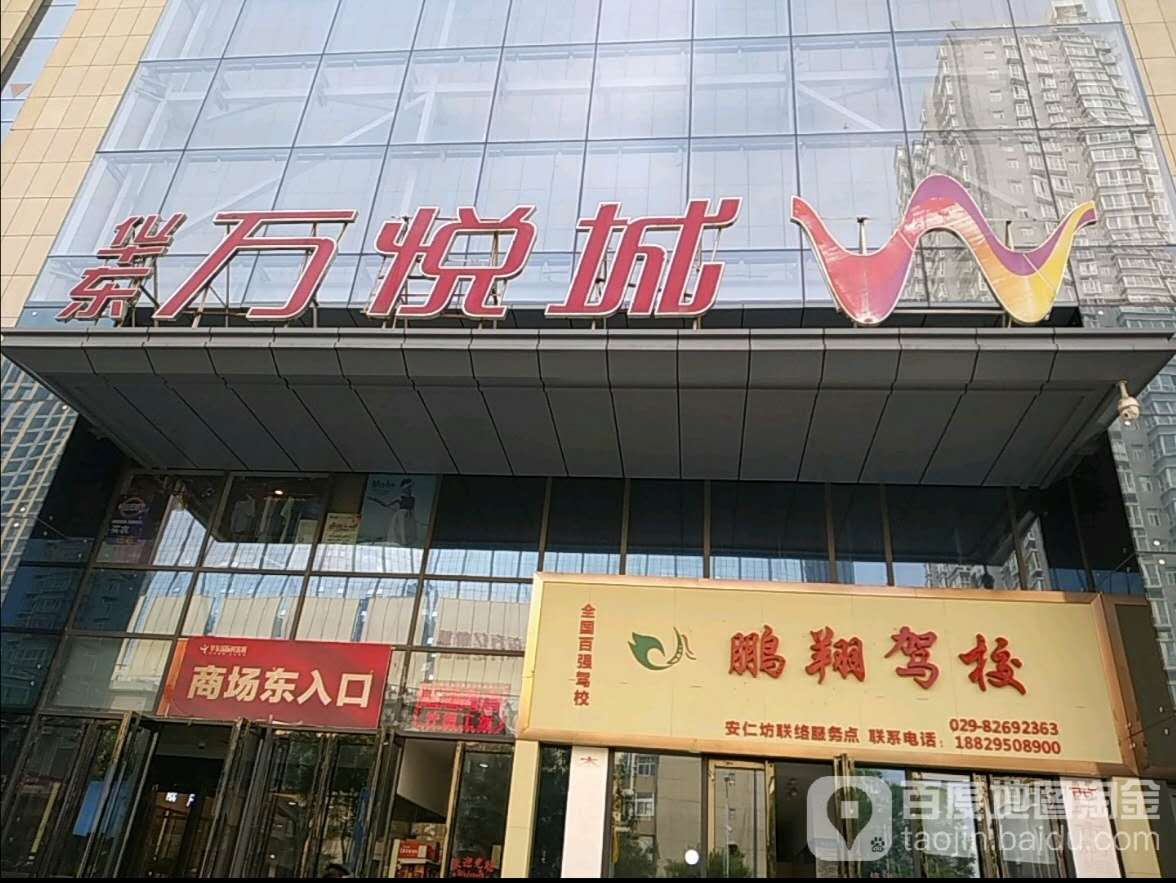 华东万悦城
全国百强驾校
鹏翔驾校
安仁坊联络服务点 联系电话：
029-82692363
18829508900
商场东入口
百度地图淘金
taojin.baidu.com